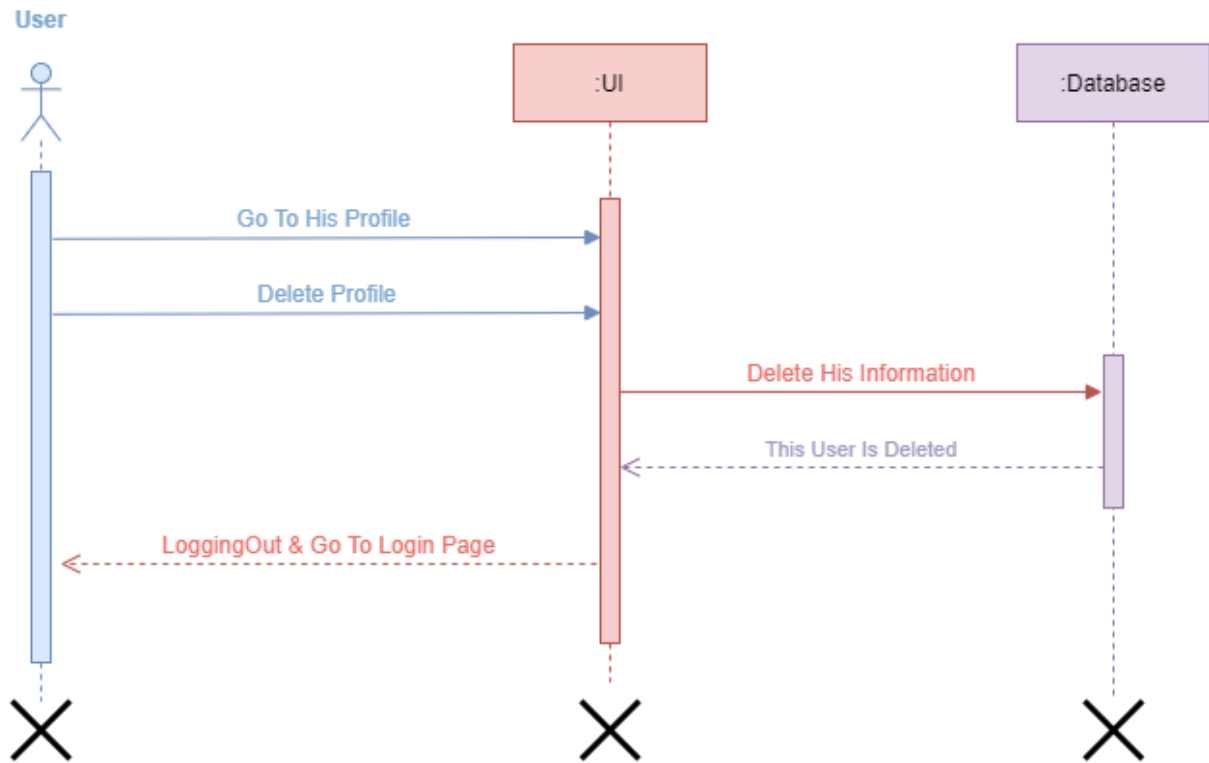 User
:UI
:Database
Go To His Profile
Delete Profile
Delete His Information
This User Is Deleted
LoggingOut & Go To Login Page